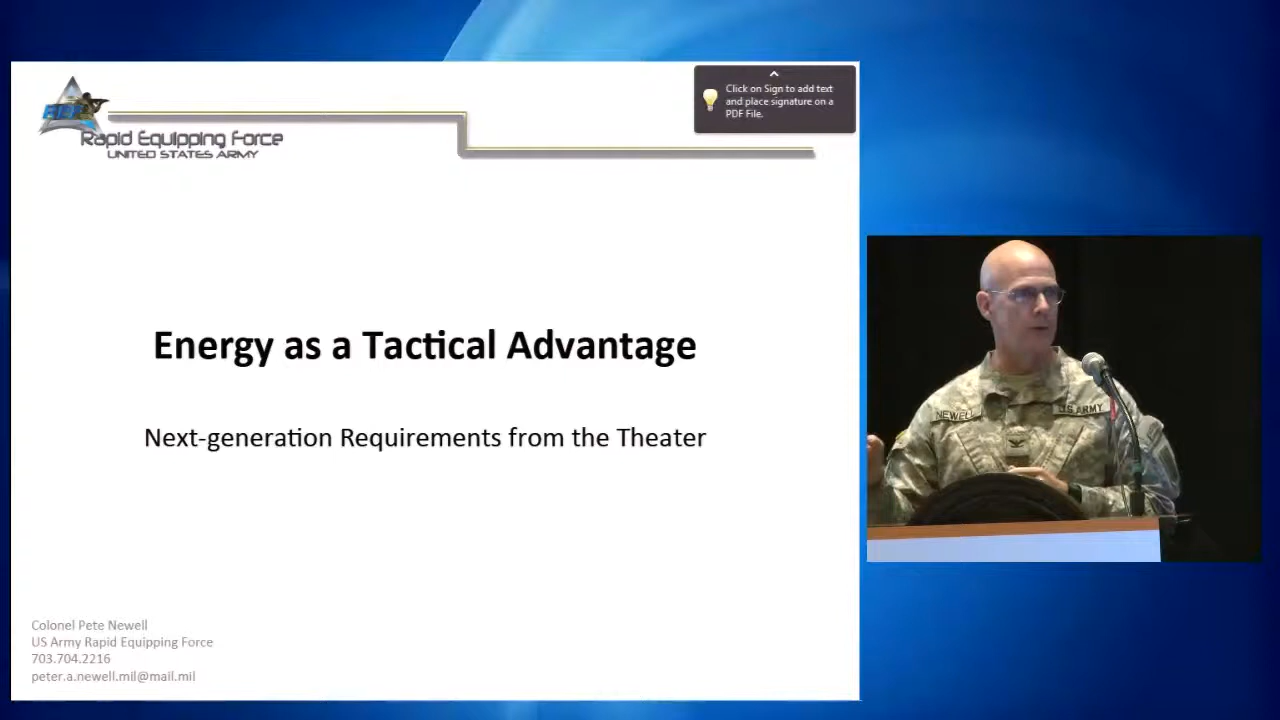 Rapid Equipping Force
UNITED STATES ARMY
Click on Sign to add text
and place signature on a
PDF File.
Energy as a Tactical Advantage
Next-generation Requirements from the Theater
Colonel Pete Newell
US Army Rapid Equipping Force
703.704.2216
peter.a.newell.mil@mail.mil
NEWELL
US ARMY